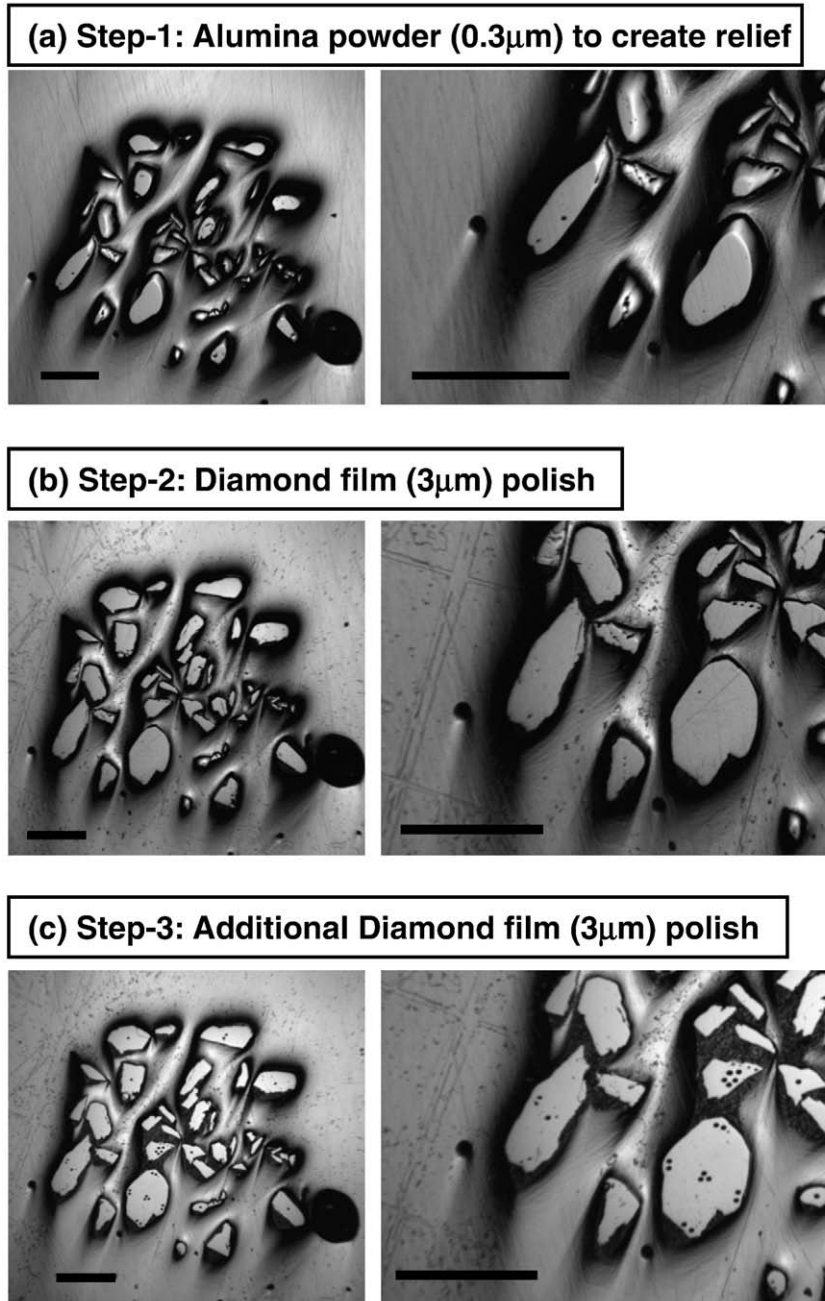 (a) Step-1: Alumina powder (0.3μm) to create relief
(b) Step-2: Diamond film (3μm) polish
(c) Step-3: Additional Diamond film (3μm) polish